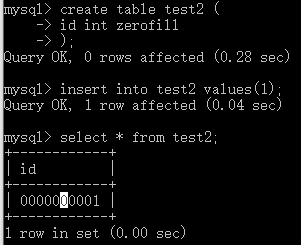 mysql> create table test2 (
    -> id int zerofill
    -> );
Query OK, 0 rows affected (0.28 sec)

mysql> insert into test2 values(1);
Query OK, 1 row affected (0.04 sec)

mysql> select * from test2;
+------------+
| id         |
+------------+
| 0000000001 |
+------------+
1 row in set (0.00 sec)